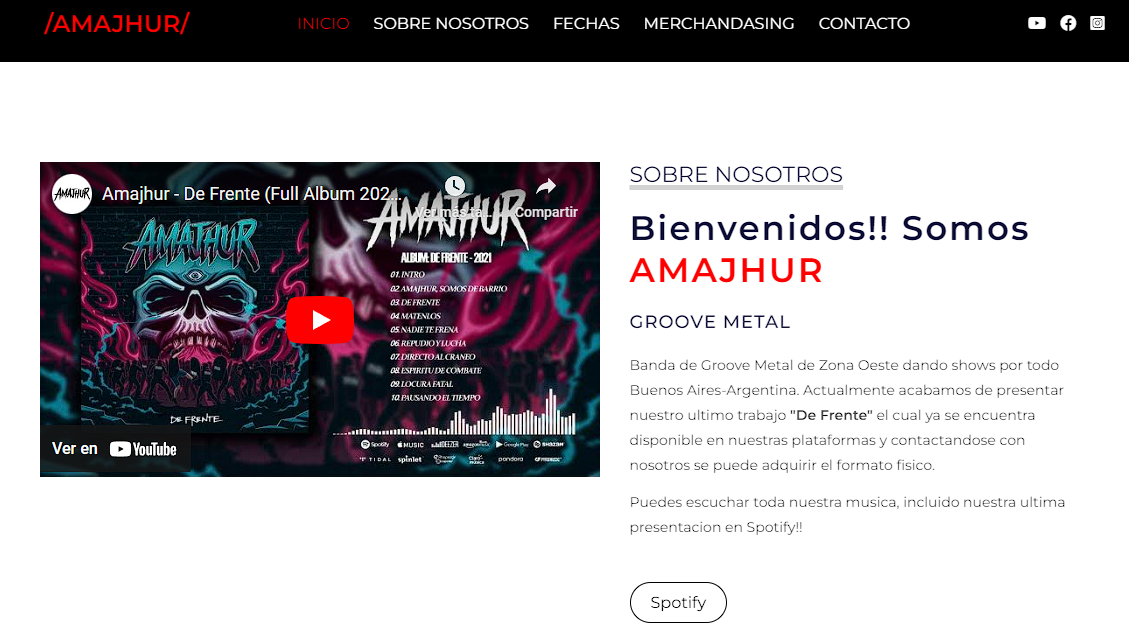 /AMAJHUR/
INICIO SOBRE NOSOTROS FECHAS MERCHANDASING CONTACTO
AMAJHUR
Amajhur - De Frente (Full Album 202...
Ver más ta...
Compartir
AMAJHUR
AMAJHUR
ALBUM: DE FRENTE - 2021
01. INTRO
02. AMAJHUR, SOMOS DE BARRIO
03. DE FRENTE
04. MATENLOS
05. NADIE TE FRENA
06. REPUDIO Y LUCHA
07. DIRECTO AL CRANEO
08. ESPIRITU DE COMBATE
09. LOCURA FATAL
10. PAUSANDO EL TIEMPO
DE FRENTE
Spotify MUSIC DEEZER amazon music Google Play SHAZAM
TIDAL spinlet Claro música pandora
Ver en YouTube
SOBRE NOSOTROS
Bienvenidos!! Somos
AMAJHUR
GROOVE METAL
Banda de Groove Metal de Zona Oeste dando shows por todo
Buenos Aires-Argentina. Actualmente acabamos de presentar
nuestro ultimo trabajo "De Frente" el cual ya se encuentra
disponible en nuestras plataformas y contactandose con
nosotros se puede adquirir el formato fisico.
Puedes escuchar toda nuestra musica, incluido nuestra ultima
presentacion en Spotify!!
Spotify